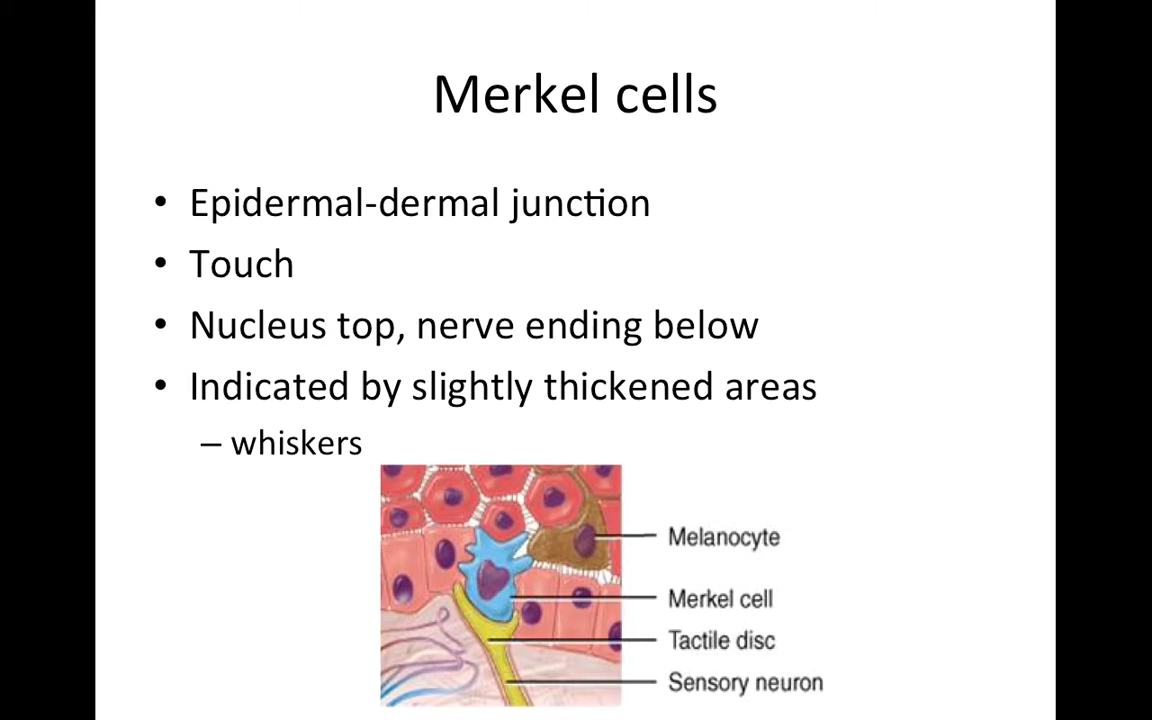 Merkel cells
• Epidermal-dermal junction
• Touch
• Nucleus top, nerve ending below
• Indicated by slightly thickened areas
– whiskers
Melanocyte
Merkel cell
Tactile disc
Sensory neuron